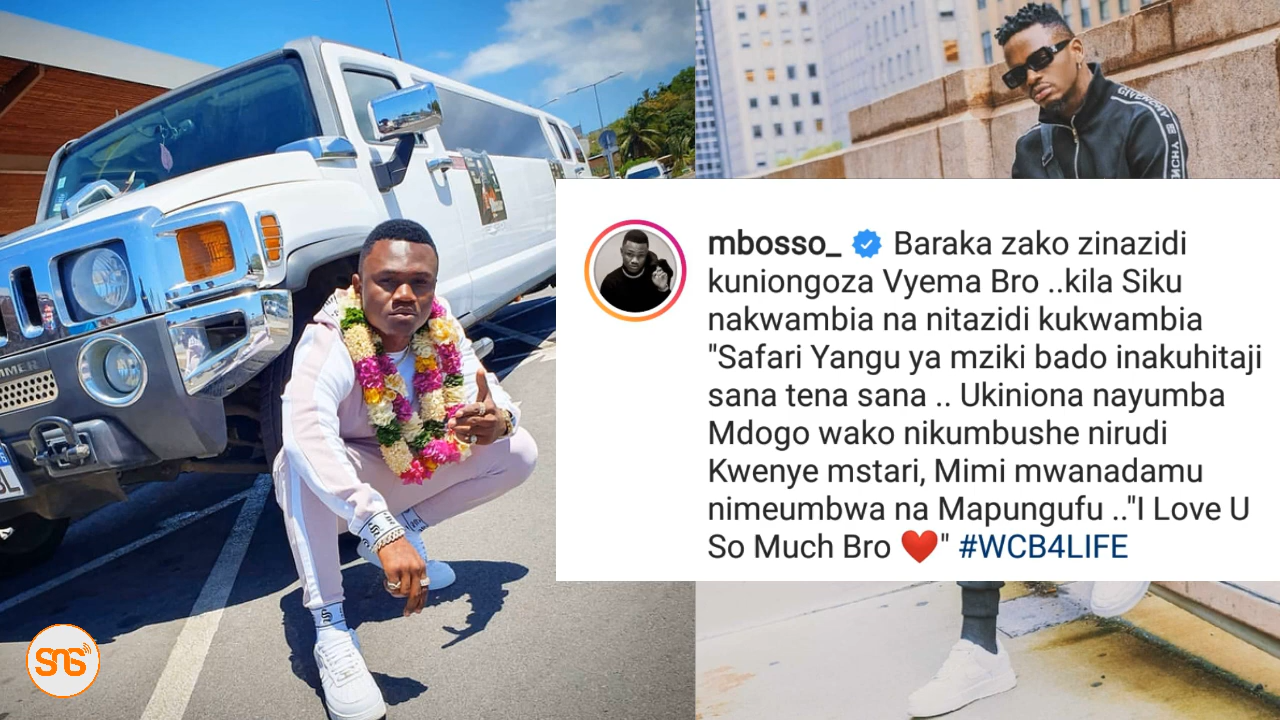 GIVENCHY
mbosso_ Baraka zako zinazidi
kuniongoza Vyema Bro ..kila Siku
nakwambia na nitazidi kukwambia
"Safari Yangu ya mziki bado inakuhitaji
sana tena sana .. Ukiniona nayumba
Mdogo wako nikumbushe nirudi
Kwenye mstari, Mimi mwanadamu
nimeumbwa na Mapungufu .."I Love U
So Much Bro ❤️" #WCB4LIFE
SNS